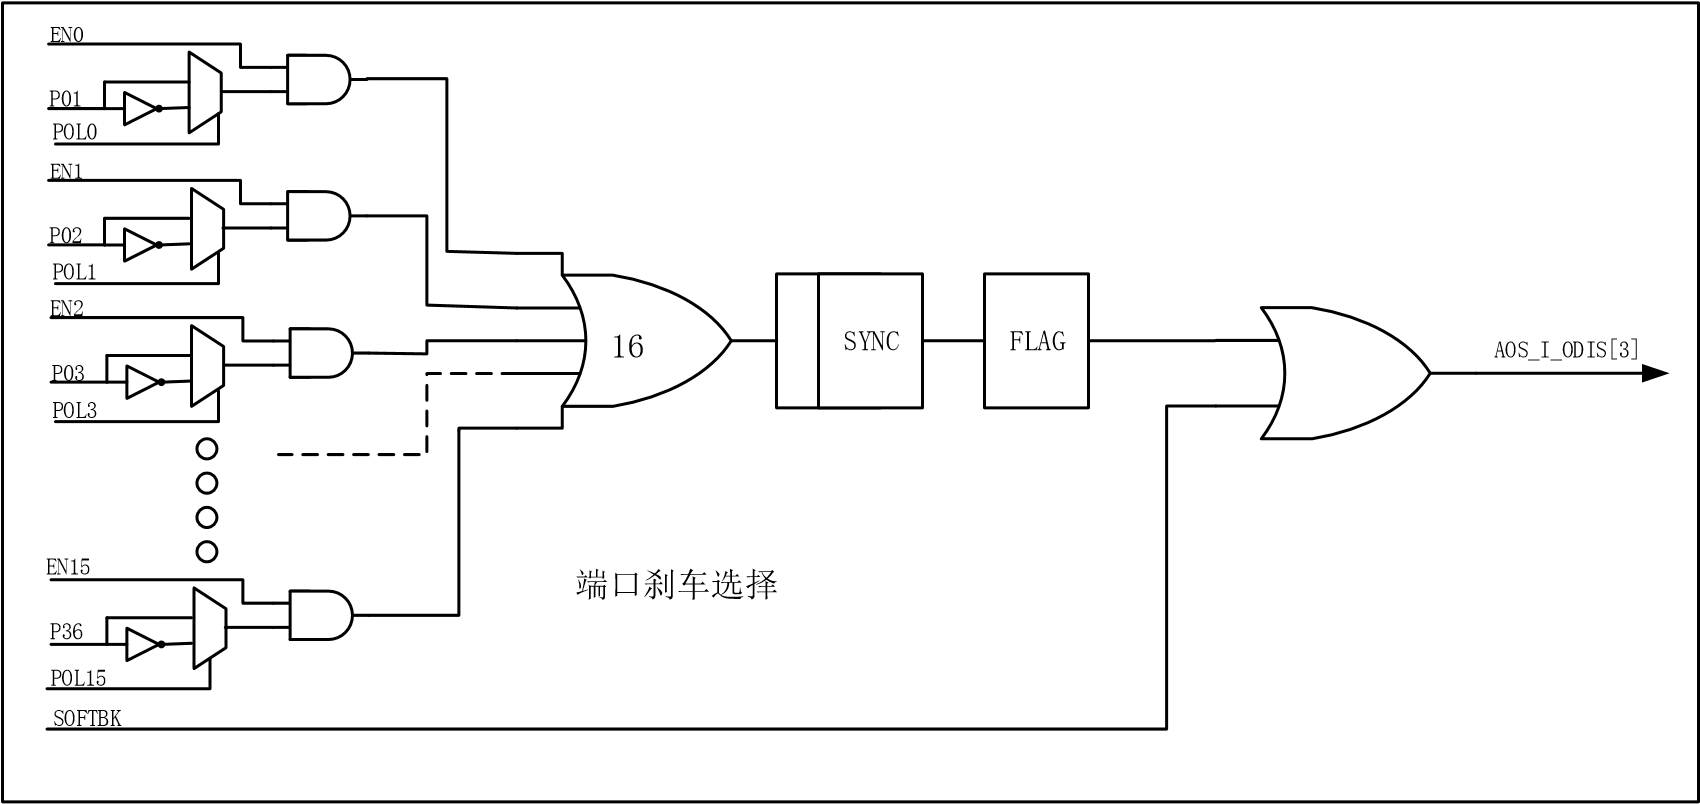 EN0
P01
POL0
EN1
P02
POL1
EN2
P03
POL3
EN15
P36
POL15
SOFTBK
16
SYNC
FLAG
AOS_I_ODIS[3]
端口刹车选择